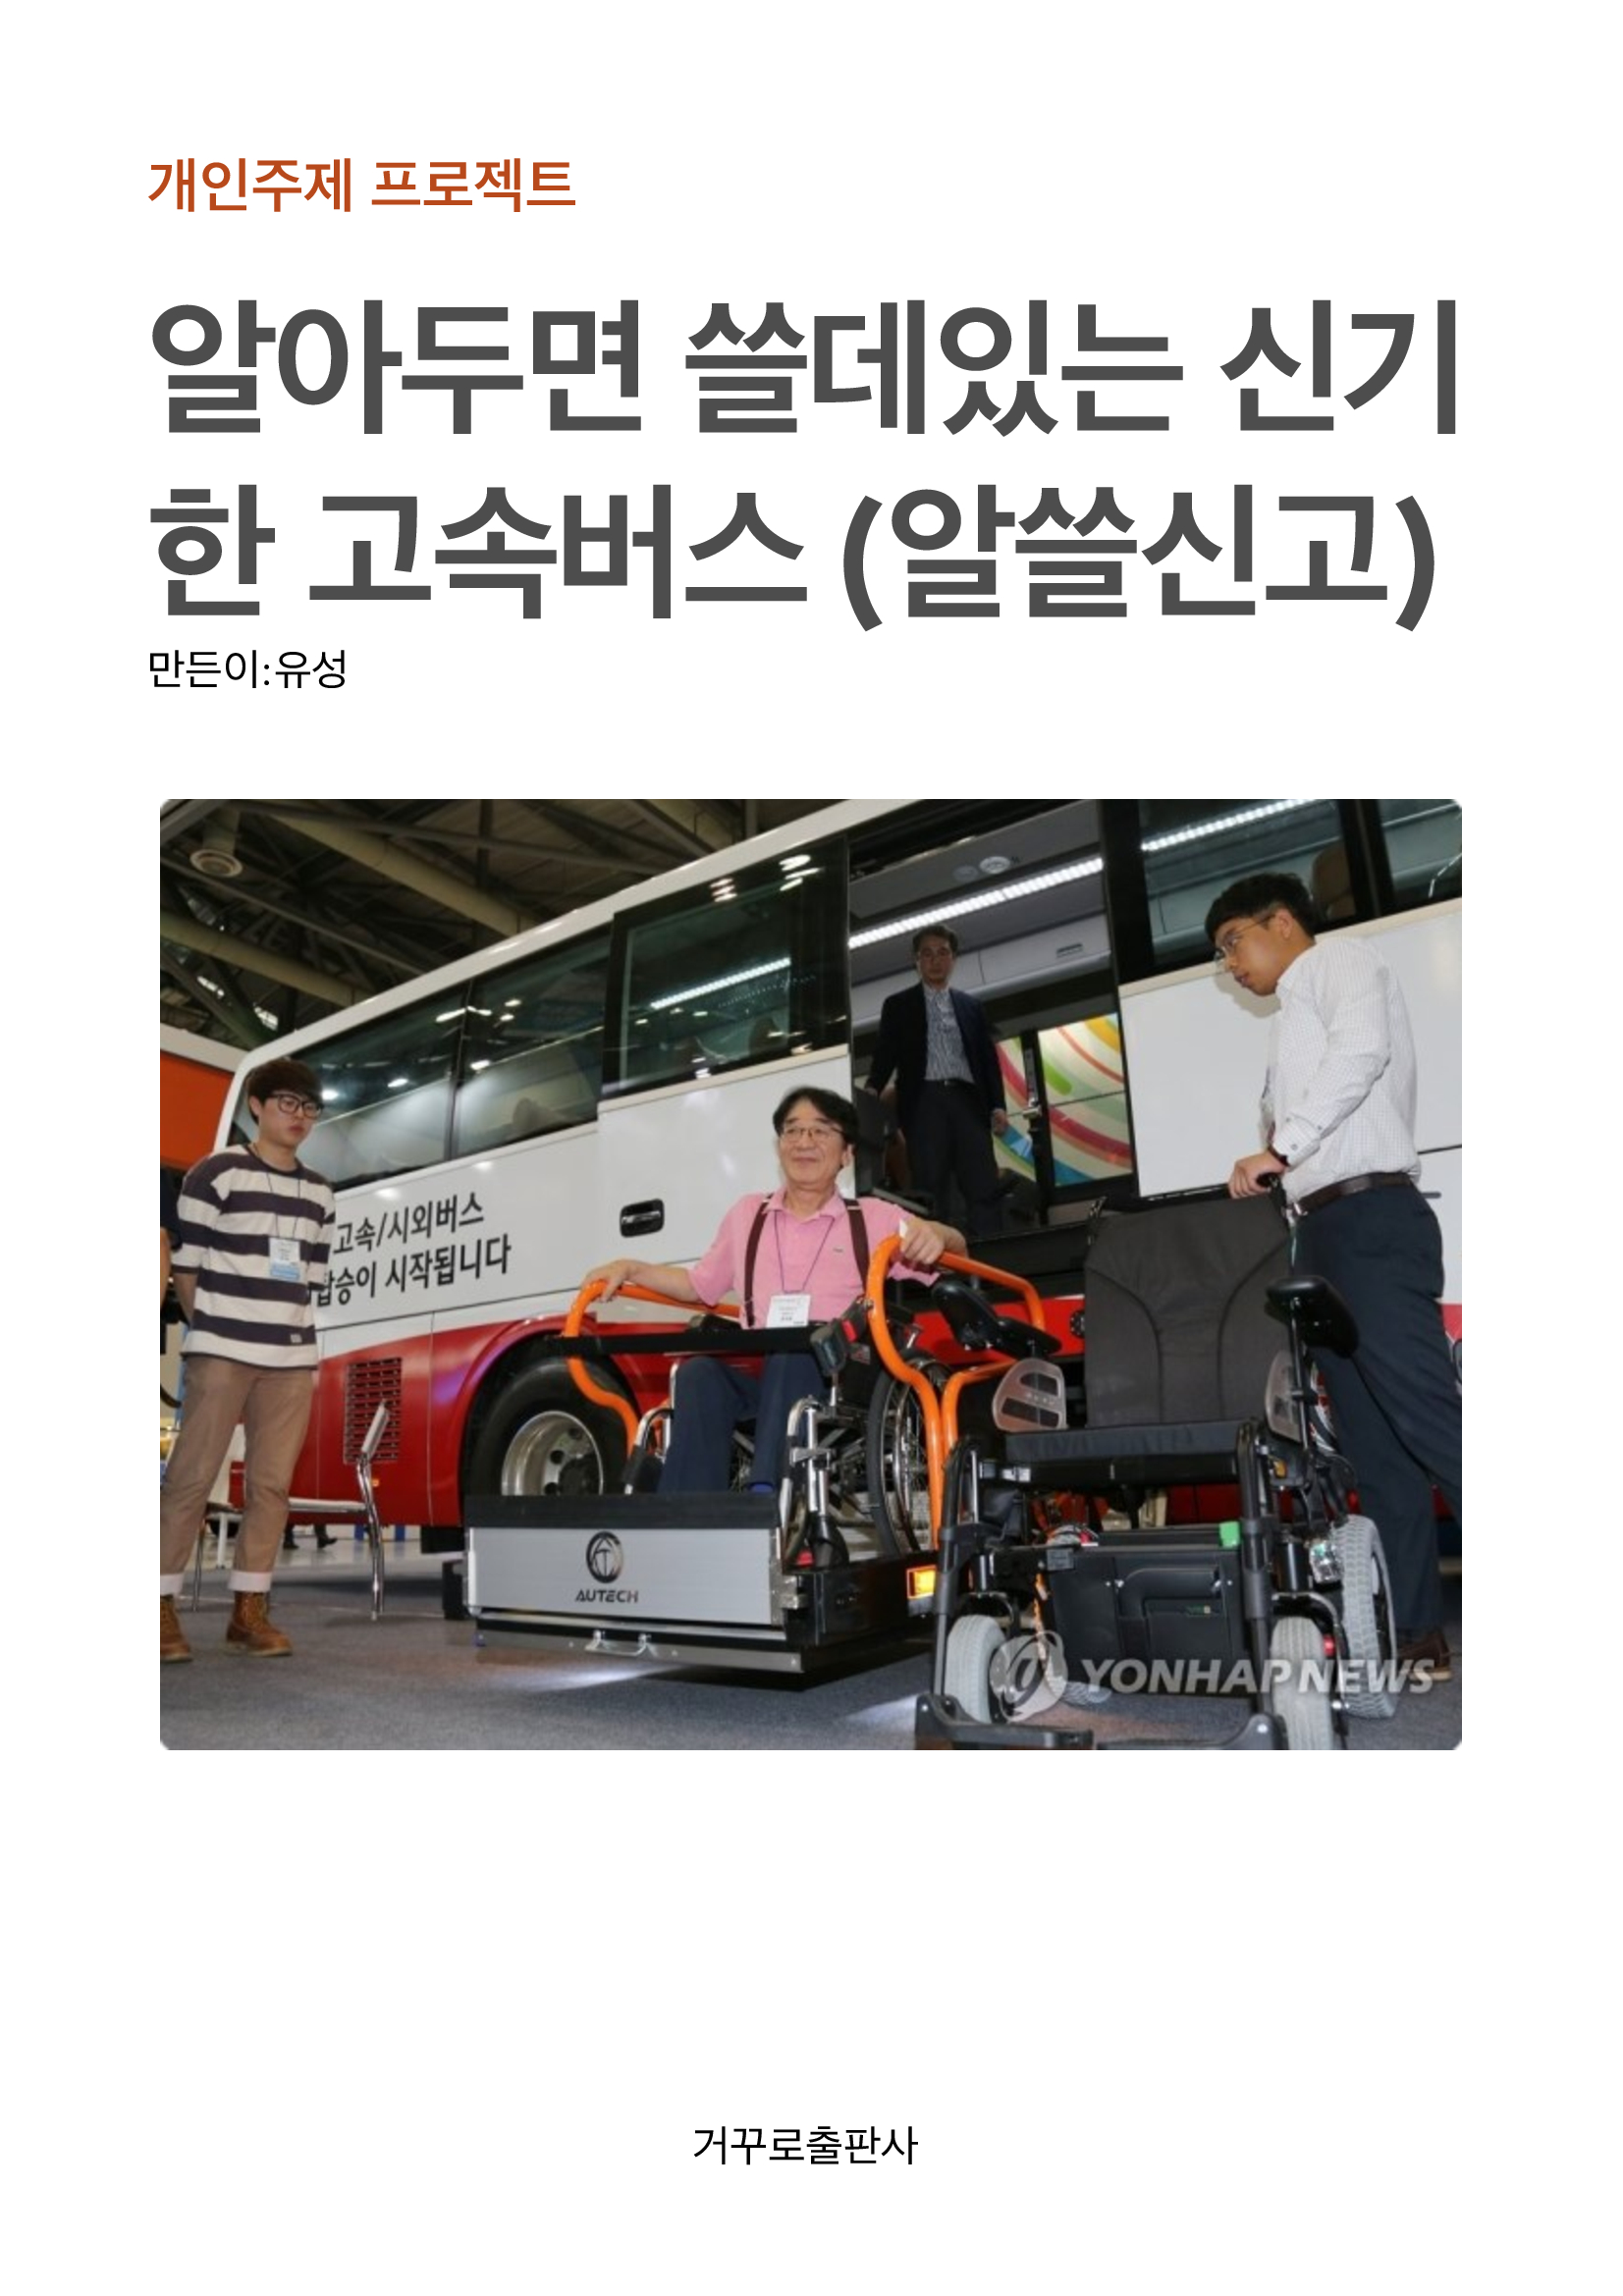 개인주제 프로젝트
알아두면 쓸데있는 신기
한 고속버스 (알쓸신고)
만든이:유성
고속/시외버스
탑승이 시작됩니다
AUTECH
YONHAPNEWS
거꾸로출판사